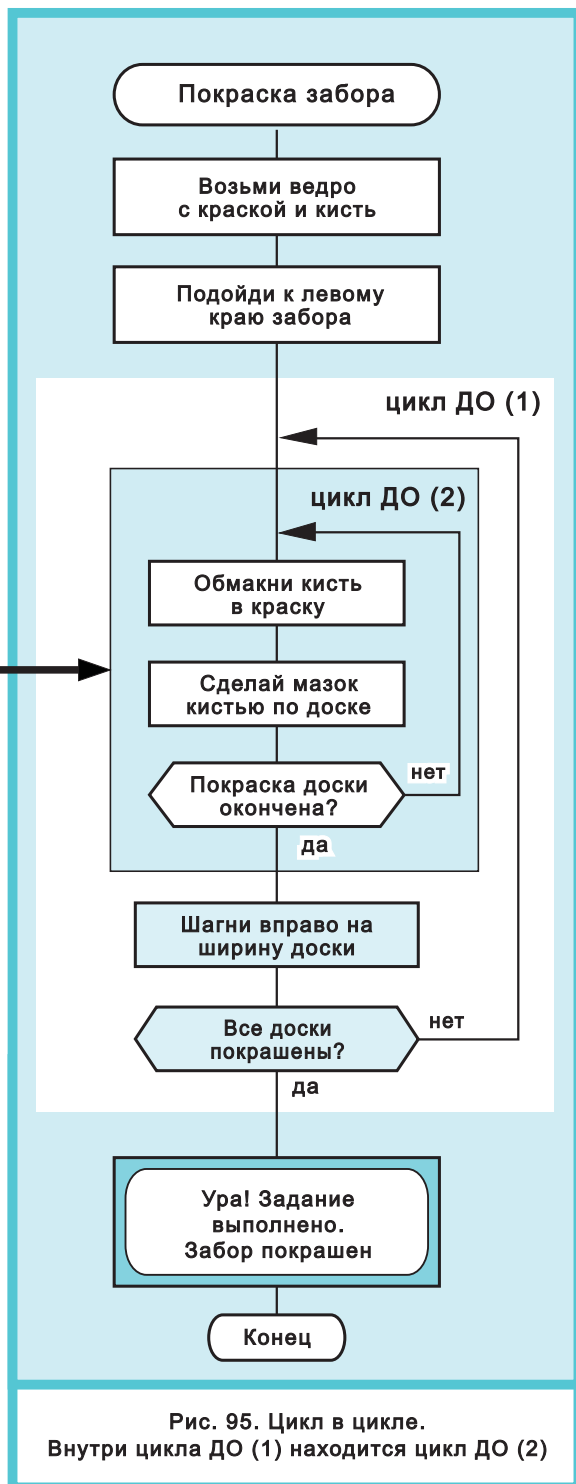 Покраска забора
Возьми ведро
с краской и кисть
Подойди к левому
краю забора
цикл ДО (1)
цикл ДО (2)
Обмакни кисть
в краску
Сделай мазок
кистью по доске
Покраска доски
окончена?
нет
да
Шагни вправо на
ширину доски
Все доски
покрашены?
нет
да
Ура! Задание
выполнено.
Забор покрашен
Конец
Рис. 95. Цикл в цикле.
Внутри цикла ДО (1) находится цикл ДО (2)